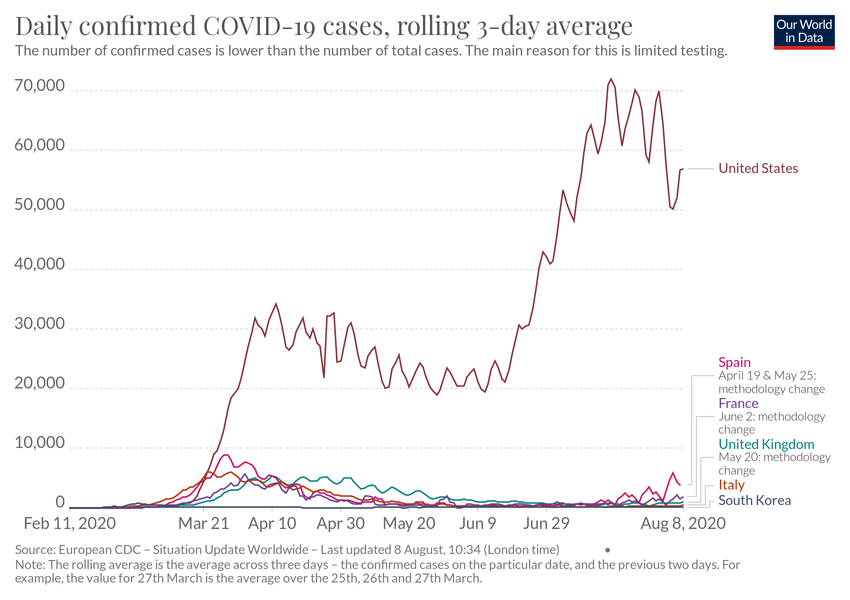 Daily confirmed COVID-19 cases, rolling 3-day average
Our World
in Data
The number of confirmed cases is lower than the number of total cases. The main reason for this is limited testing.
70,000
60,000
United States
50,000
40,000
30,000
Spain
April 19 & May 25:
methodology change
20,000
France
June 2: methodology
change
10,000
United Kingdom
May 20: methodology
change
Italy
South Korea
0
Feb 11, 2020
Mar 21
Apr 10
Apr 30
May 20
Jun 9
Jun 29
Aug 8, 2020
Source: European CDC – Situation Update Worldwide – Last updated 8 August, 10:34 (London time)
Note: The rolling average is the average across three days – the confirmed cases on the particular date, and the previous two days. For
example, the value for 27th March is the average over the 25th, 26th and 27th March.